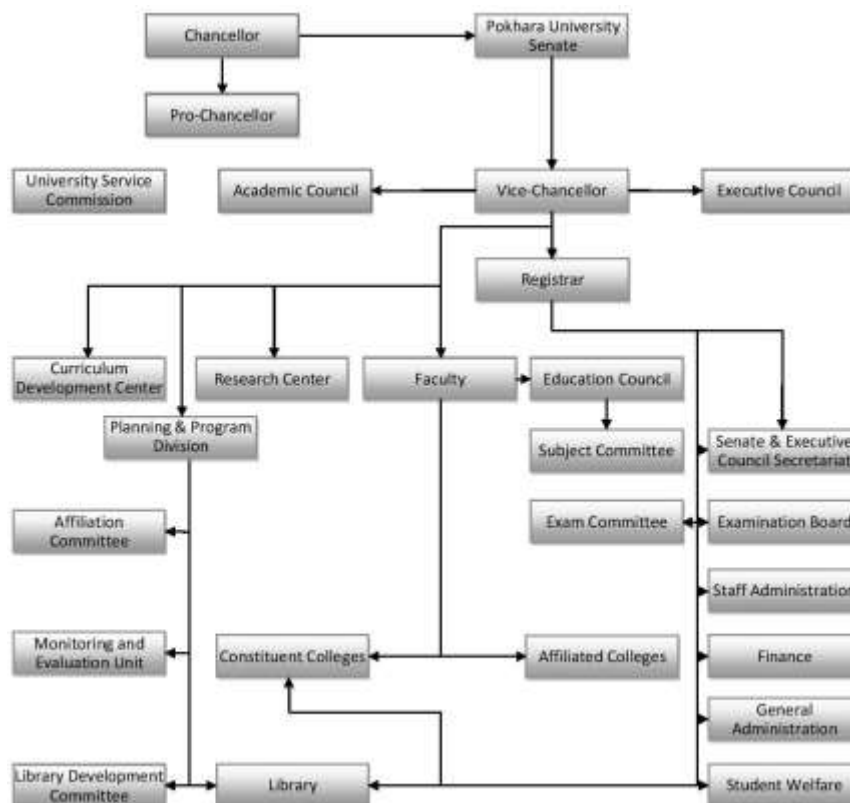 Chancellor
Pokhara University
Senate
Pro-Chancellor
University Service
Commission
Academic Council
Vice-Chancellor
Executive Council
Registrar
Curriculum
Development Center
Research Center
Faculty
Education Council
Planning & Program
Division
Subject Committee
Senate & Executive
Council Secretariat
Affiliation
Committee
Exam Committee
Examination Board
Staff Administration
Monitoring and
Evaluation Unit
Constituent Colleges
Affiliated Colleges
Finance
General
Administration
Library Development
Committee
Library
Student Welfare